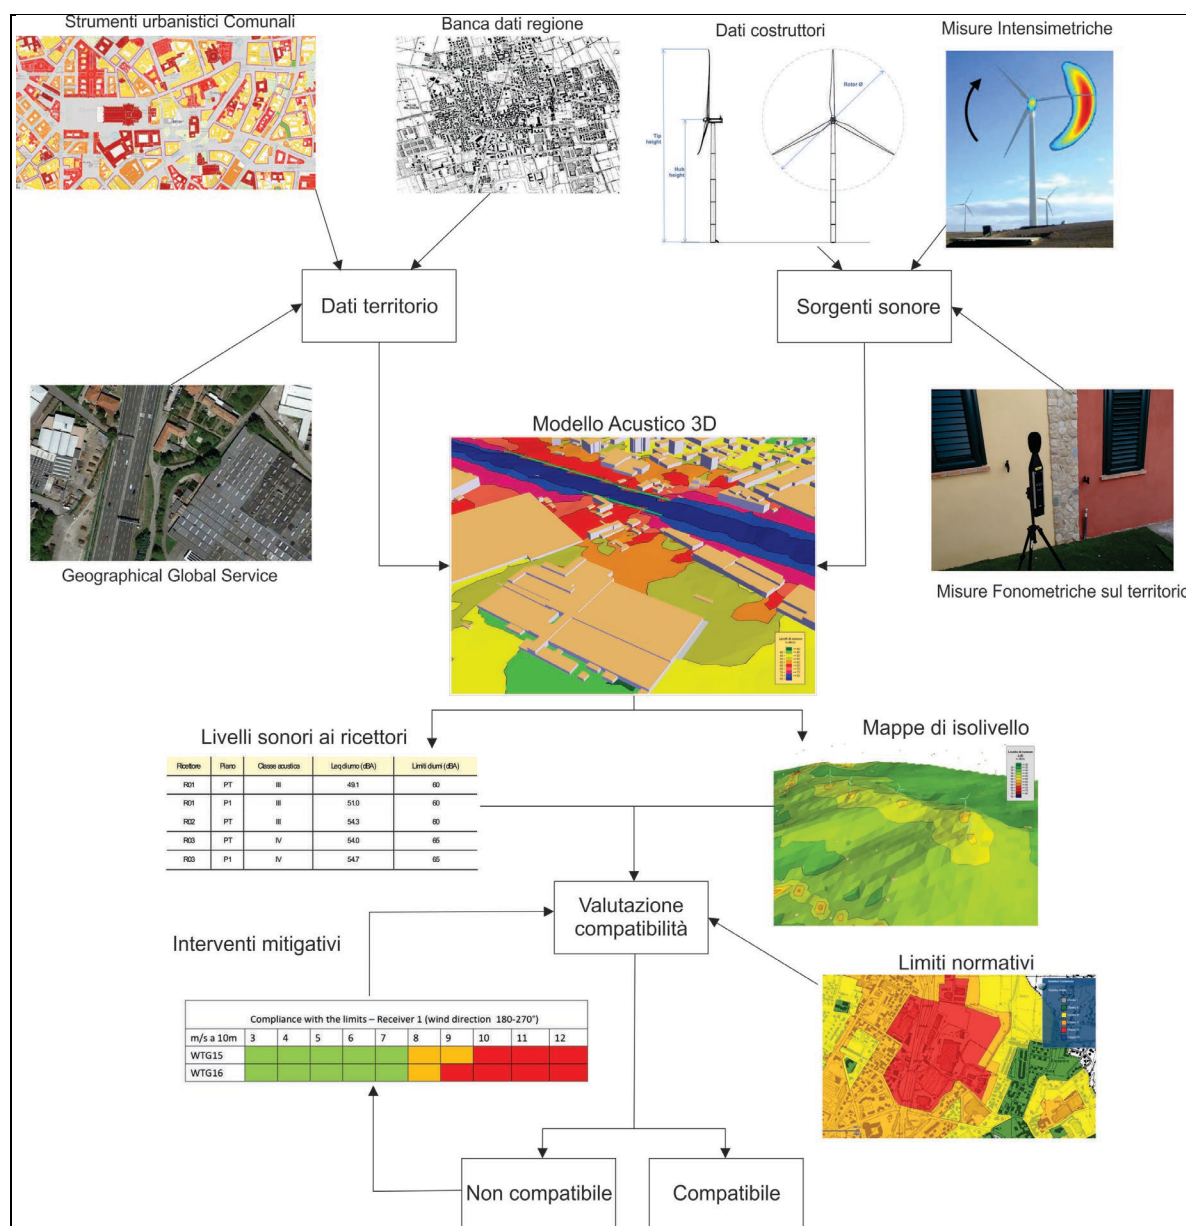 Strumenti urbanistici Comunali
Banca dati regione
Dati costruttori
Misure Intensimetriche
Rotor Ø
Tip
height
Hub
height
Dati territorio
Sorgenti sonore
Modello Acustico 3D
Geographical Global Service
Misure Fonometriche sul territorio
Livelli sonori ai ricettori
Mappe di isolivello
Ricettore Piano Classe acustica Leq diurno (dBA) Limiti diurni (dBA)
R01 PT III 49.1 60
R01 P1 III 51.0 60
R02 PT III 54.3 60
R03 PT IV 54.0 65
R03 P1 IV 54.7 65
Valutazione
compatibilità
Interventi mitigativi
Limiti normativi
Compliance with the limits – Receiver 1 (wind direction 180-270°)
m/s a 10m 3 4 5 6 7 8 9 10 11 12
WTG15
WTG16
Non compatibile
Compatibile